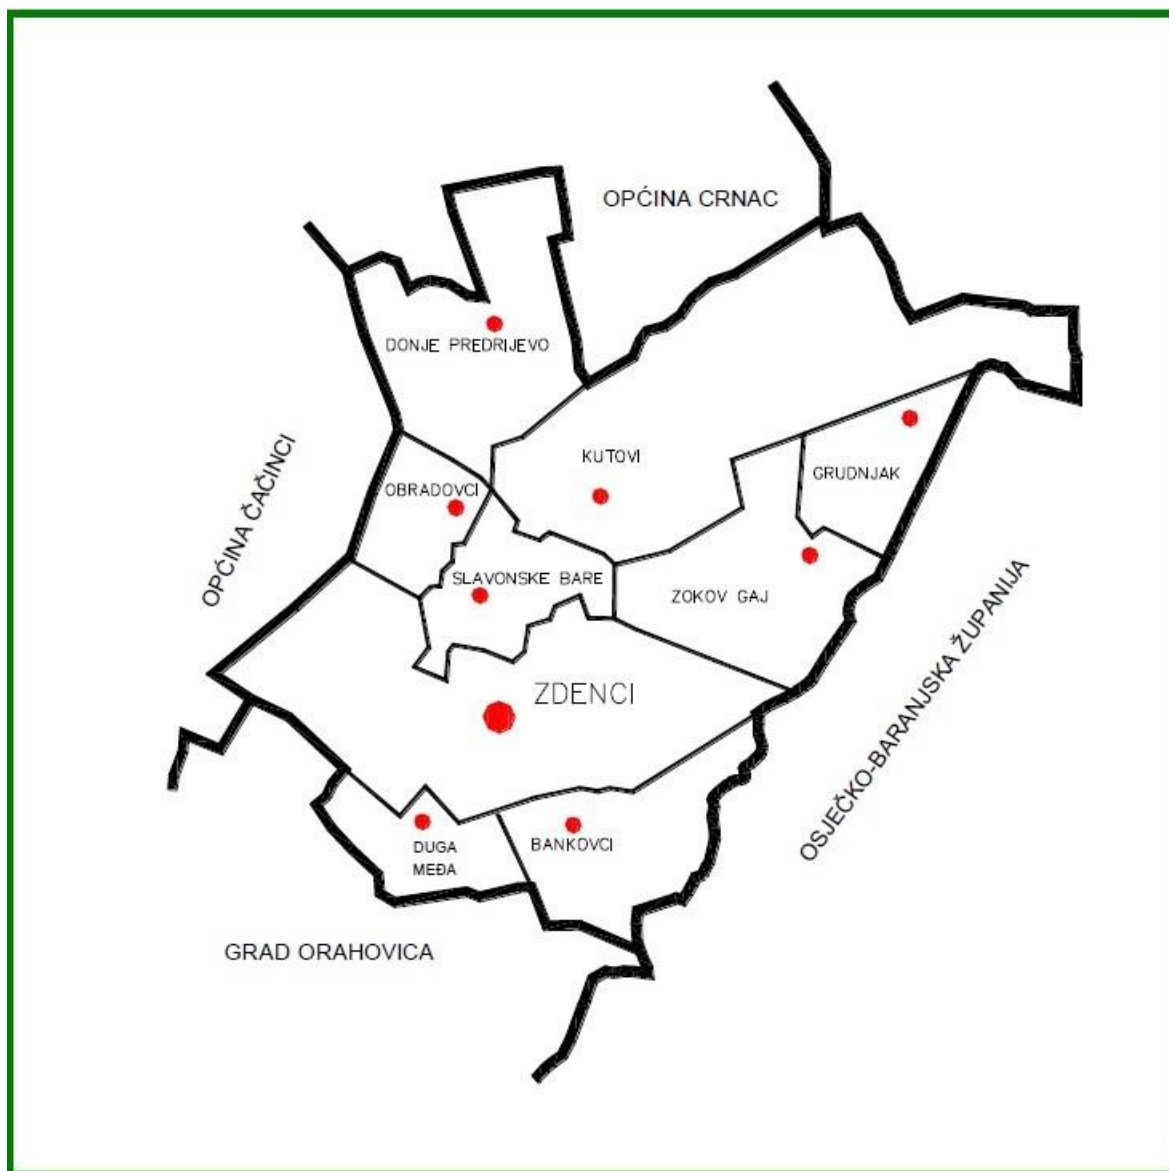 OPĆINA CRNAC
DONJE PREDRIJEVO
OPĆINA ČAČINCI
KUTOVI
GRUDNJAK
OBRADOVCI
SLAVONSKE BARE
ZOKOV GAJ
OSJEČKO-BARANJSKA ŽUPANIJA
ZDENCI
DUGA
MEĐA
BANKOVCI
GRAD ORAHOVICA